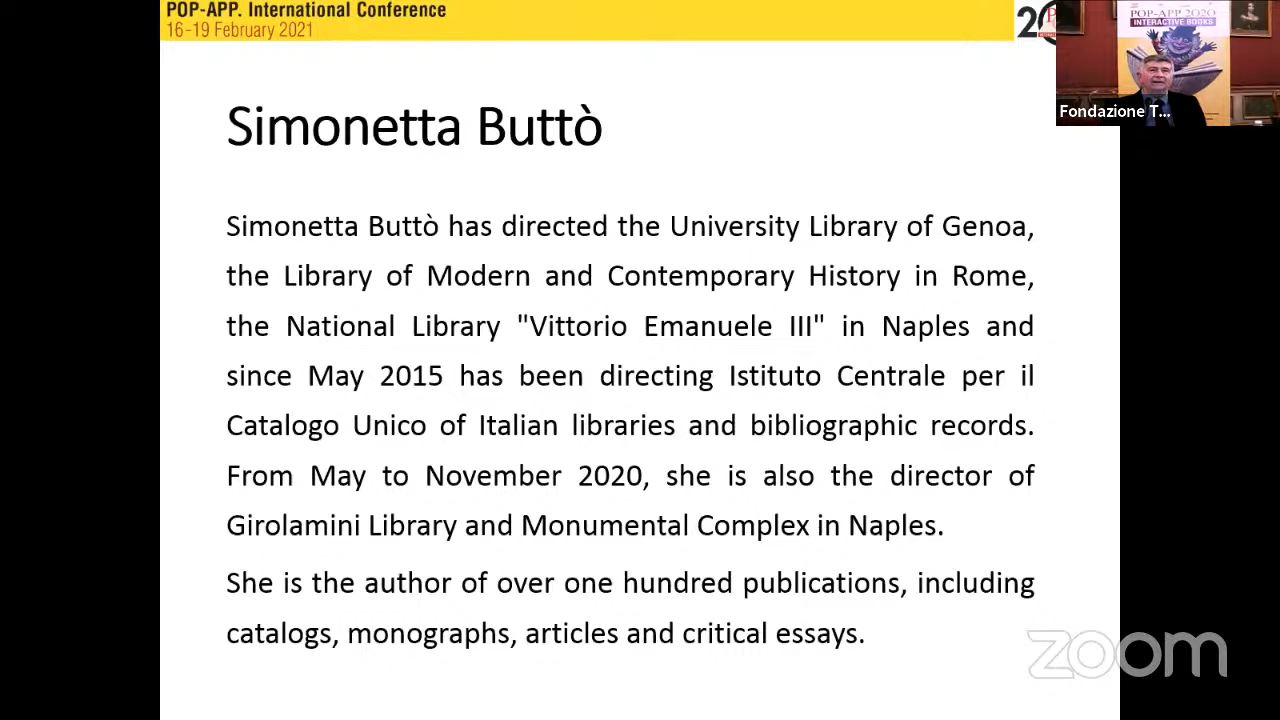 POP-APP. International Conference
16-19 February 2021
20
POP-APP 2020
INTERACTIVE BOOKS
Fondazione T...
Simonetta Buttò
Simonetta Buttò has directed the University Library of Genoa,
the Library of Modern and Contemporary History in Rome,
the National Library "Vittorio Emanuele III" in Naples and
since May 2015 has been directing Istituto Centrale per il
Catalogo Unico of Italian libraries and bibliographic records.
From May to November 2020, she is also the director of
Girolamini Library and Monumental Complex in Naples.
She is the author of over one hundred publications, including
catalogs, monographs, articles and critical essays.
zoom